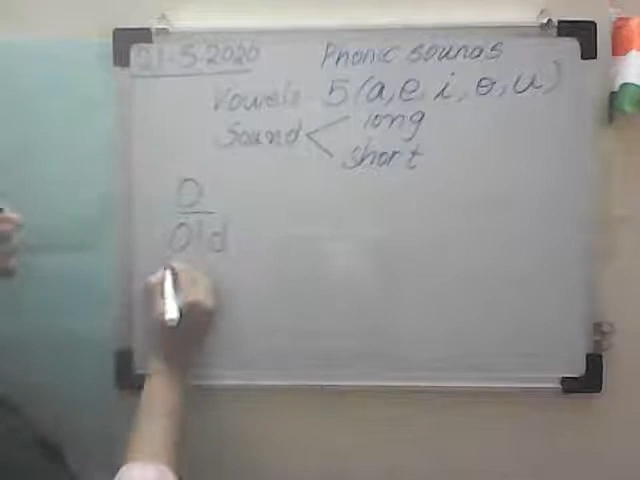 21-5-2020
Phonic sounds
Vowels 5 (a, e, i, o, u)
Sound < long
short
O
Old